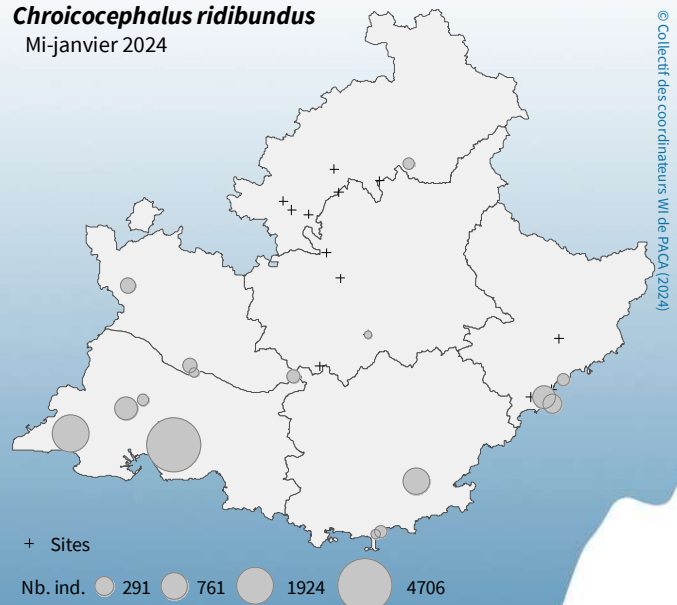 Chroicocephalus ridibundus
Mi-janvier 2024
© Collectif des coordinateurs WI de PACA (2024)
+ Sites
Nb. ind. 291 761 1924 4706